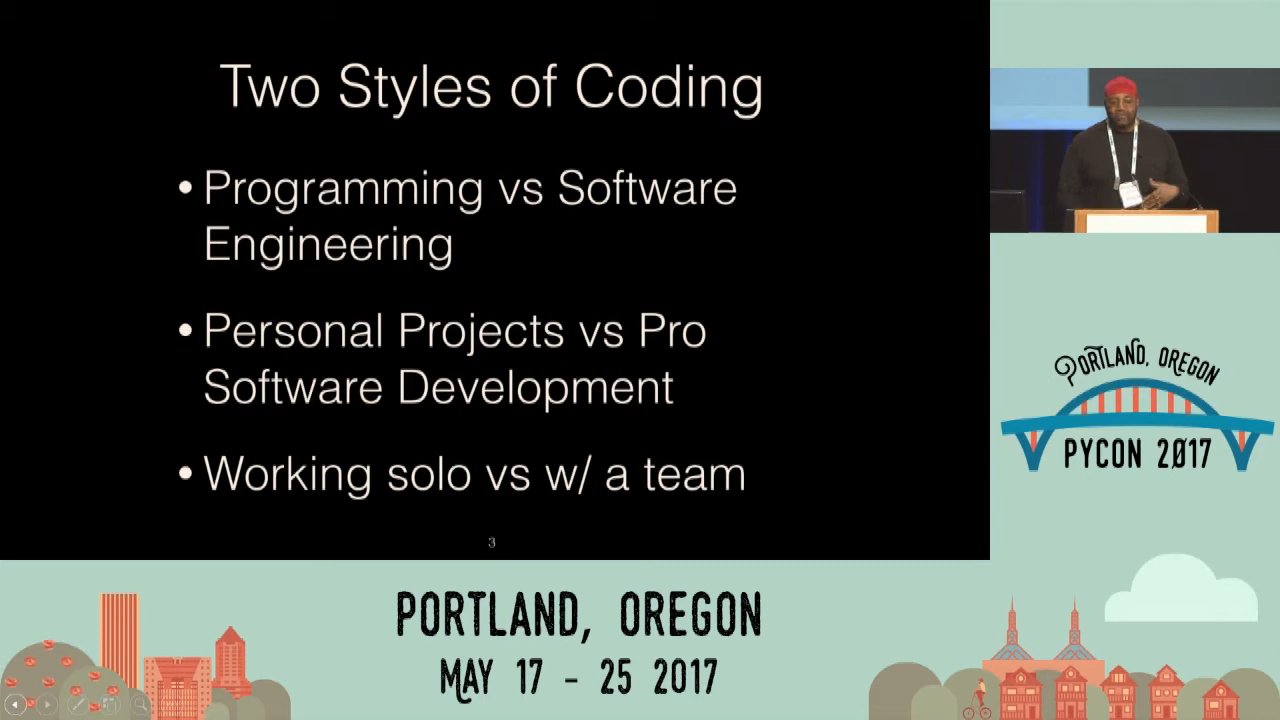 Two Styles of Coding
• Programming vs Software
Engineering
• Personal Projects vs Pro
Software Development
• Working solo vs w/ a team
3
PORTLAND, OREGON
PYCON 2017
PORTLAND, OREGON
MAY 17 - 25 2017